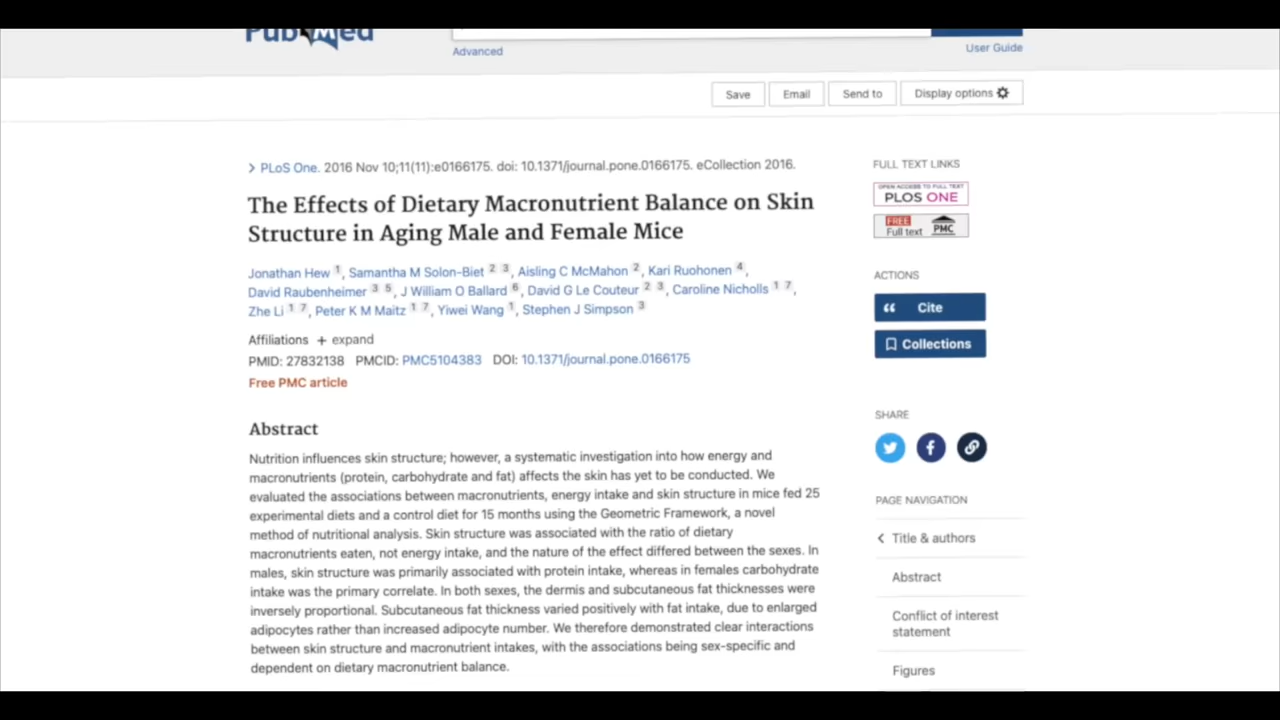 PubMed
Advanced
User Guide
Save
Email
Send to
Display options
PLoS One. 2016 Nov 10;11(11):e0166175. doi: 10.1371/journal.pone.0166175. eCollection 2016.
The Effects of Dietary Macronutrient Balance on Skin
Structure in Aging Male and Female Mice
Jonathan Hew 1, Samantha M Solon-Biet 2 3, Aisling C McMahon 2, Kari Ruohonen 4,
David Raubenheimer 3 5, J William O Ballard 6, David G Le Couteur 2 3, Caroline Nicholls 1 7,
Zhe Li 1 7, Peter K M Maitz 1 7, Yiwei Wang 1, Stephen J Simpson 3
Affiliations + expand
PMID: 27832138 PMCID: PMC5104383 DOI: 10.1371/journal.pone.0166175
Free PMC article
Abstract
Nutrition influences skin structure; however, a systematic investigation into how energy and
macronutrients (protein, carbohydrate and fat) affects the skin has yet to be conducted. We
evaluated the associations between macronutrients, energy intake and skin structure in mice fed 25
experimental diets and a control diet for 15 months using the Geometric Framework, a novel
method of nutritional analysis. Skin structure was associated with the ratio of dietary
macronutrients eaten, not energy intake, and the nature of the effect differed between the sexes. In
males, skin structure was primarily associated with protein intake, whereas in females carbohydrate
intake was the primary correlate. In both sexes, the dermis and subcutaneous fat thicknesses were
inversely proportional. Subcutaneous fat thickness varied positively with fat intake, due to enlarged
adipocytes rather than increased adipocyte number. We therefore demonstrated clear interactions
between skin structure and macronutrient intakes, with the associations being sex-specific and
dependent on dietary macronutrient balance.
FULL TEXT LINKS
OPEN ACCESS TO FULL TEXT
PLOS ONE
FREE
Full text
PMC
ACTIONS
Cite
Collections
SHARE
PAGE NAVIGATION
Title & authors
Abstract
Conflict of interest
statement
Figures